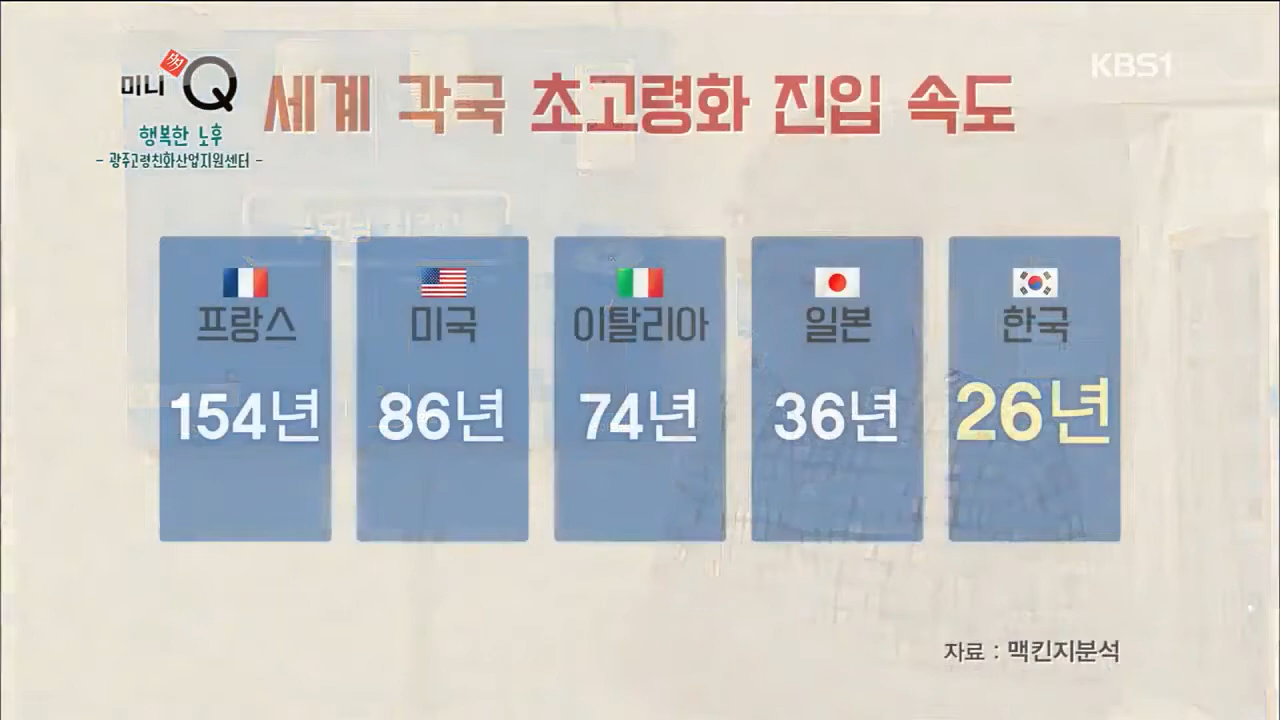 미니 Q
행복한 노후
- 광주고령친화산업지원센터 -
세계 각국 초고령화 진입 속도
KBS1
프랑스
154년
미국
86년
이탈리아
74년
일본
36년
한국
26년
자료 : 맥킨지분석